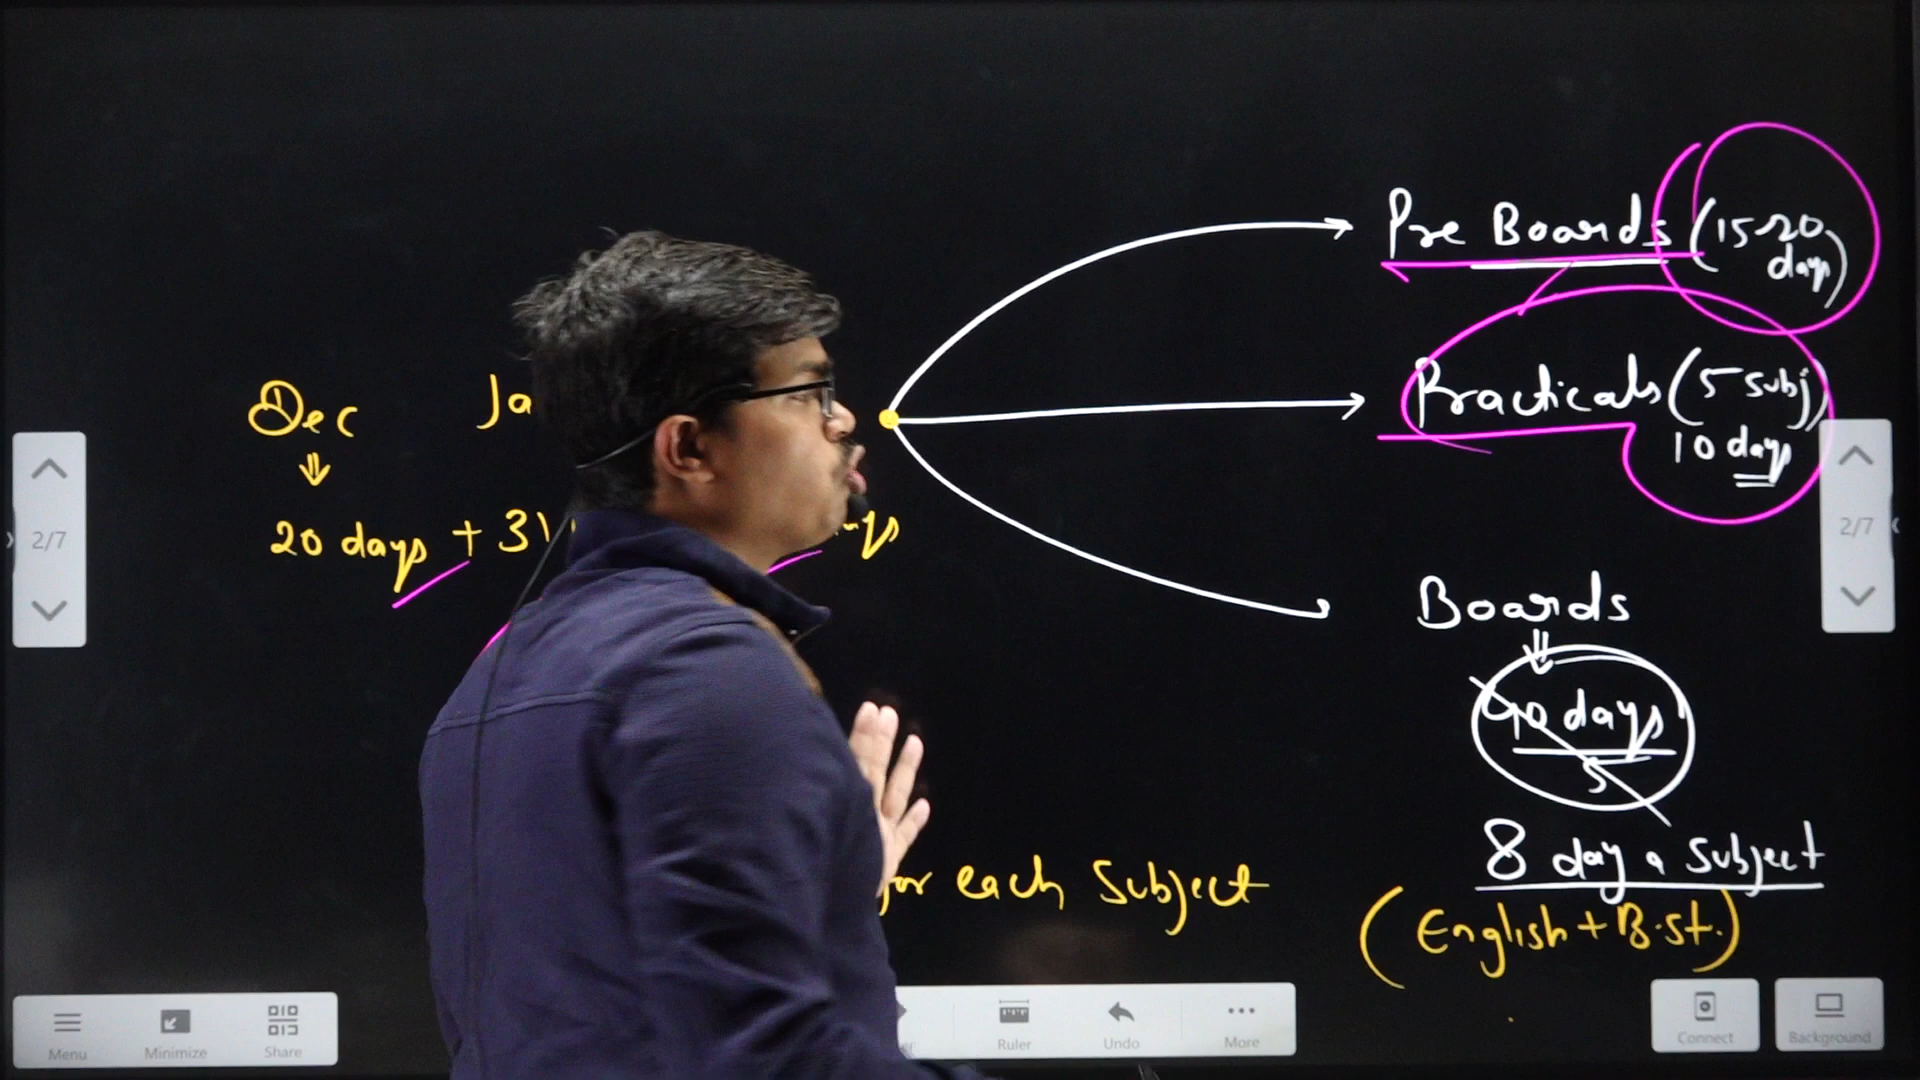 Pre Boards (15-20
days)
Dec Ja
Practicals (5 subj)
10 days
20 days + 31
2/7
2/7
Boards
40 days
5
8 day a subject
for each Subject
(English + B.st.)
Menu Minimize Share Ruler Undo More Connect Background